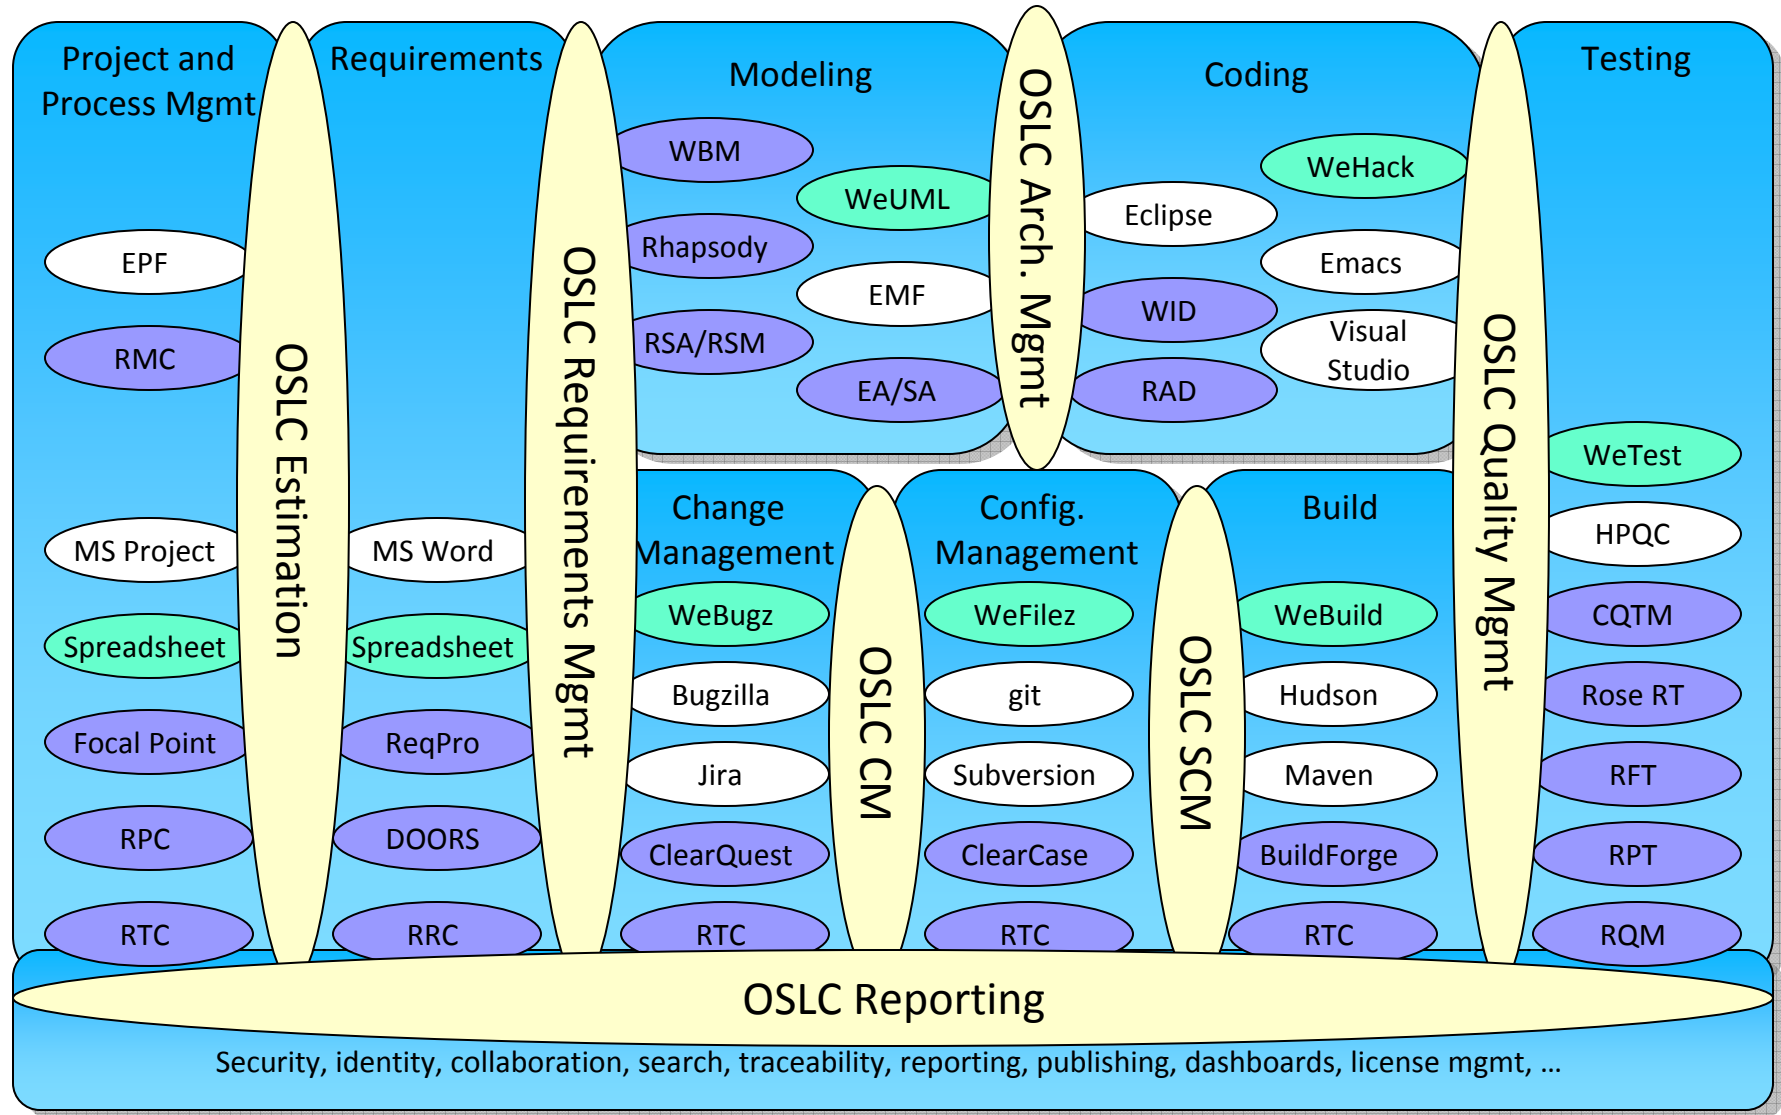 Project and
Process Mgmt
EPF
RMC
MS Project
Spreadsheet
Focal Point
RPC
RTC
OSLC Estimation
Requirements
MS Word
Spreadsheet
ReqPro
DOORS
RRC
OSLC Requirements Mgmt
Modeling
WBM
WeUML
Rhapsody
EMF
RSA/RSM
EA/SA
OSLC Arch. Mgmt
Coding
WeHack
Eclipse
Emacs
WID
Visual
Studio
RAD
Change
Management
WeBugz
Bugzilla
Jira
ClearQuest
RTC
OSLC CM
Config.
Management
WeFilez
git
Subversion
ClearCase
RTC
OSLC SCM
Build
WeBuild
Hudson
Maven
BuildForge
RTC
OSLC Quality Mgmt
Testing
WeTest
HPQC
CQTM
Rose RT
RFT
RPT
RQM
OSLC Reporting
Security, identity, collaboration, search, traceability, reporting, publishing, dashboards, license mgmt, ...